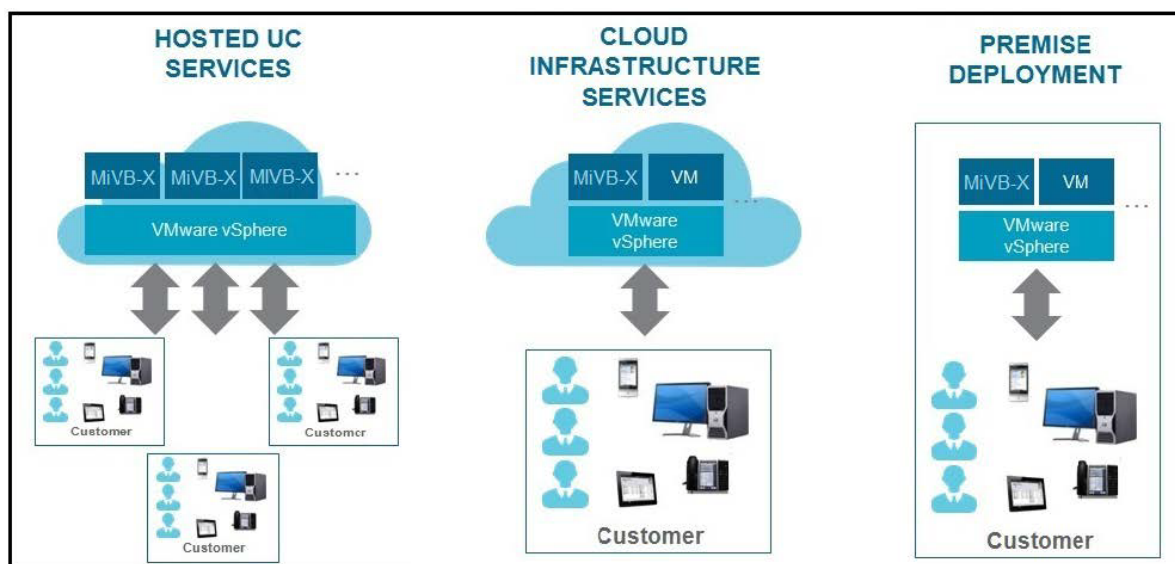 HOSTED UC
SERVICES
MiVB-X
MiVB-X
MIVB-X
...
VMware vSphere
Customer
Customer
Customer
CLOUD
INFRASTRUCTURE
SERVICES
MiVB-X
VM
...
VMware
vSphere
Customer
PREMISE
DEPLOYMENT
MiVB-X
VM
...
VMware
vSphere
Customer